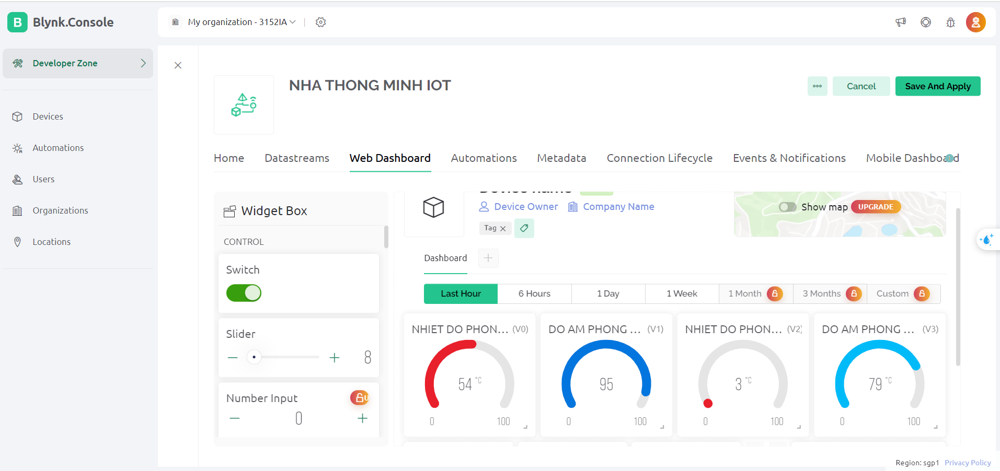 B Blynk.Console
My organization - 3152IA
Developer Zone
Devices
Automations
Users
Organizations
Locations
NHA THONG MINH IOT
Cancel
Save And Apply
Home Datastreams Web Dashboard Automations Metadata Connection Lifecycle Events & Notifications Mobile Dashboard
Widget Box
CONTROL
Switch
Slider
8
Number Input
U
0
Device name
Device Owner Company Name
Tag
Show map UPGRADE
Dashboard
Last Hour 6 Hours 1 Day 1 Week 1 Month 3 Months Custom
NHIET DO PHON... (V0)
54 °C
0 100
DO AM PHONG ... (V1)
95
0 100
NHIET DO PHON... (V2)
3 °C
0 100
DO AM PHONG ... (V3)
79 °C
0 100
Region: sgp1 Privacy Policy